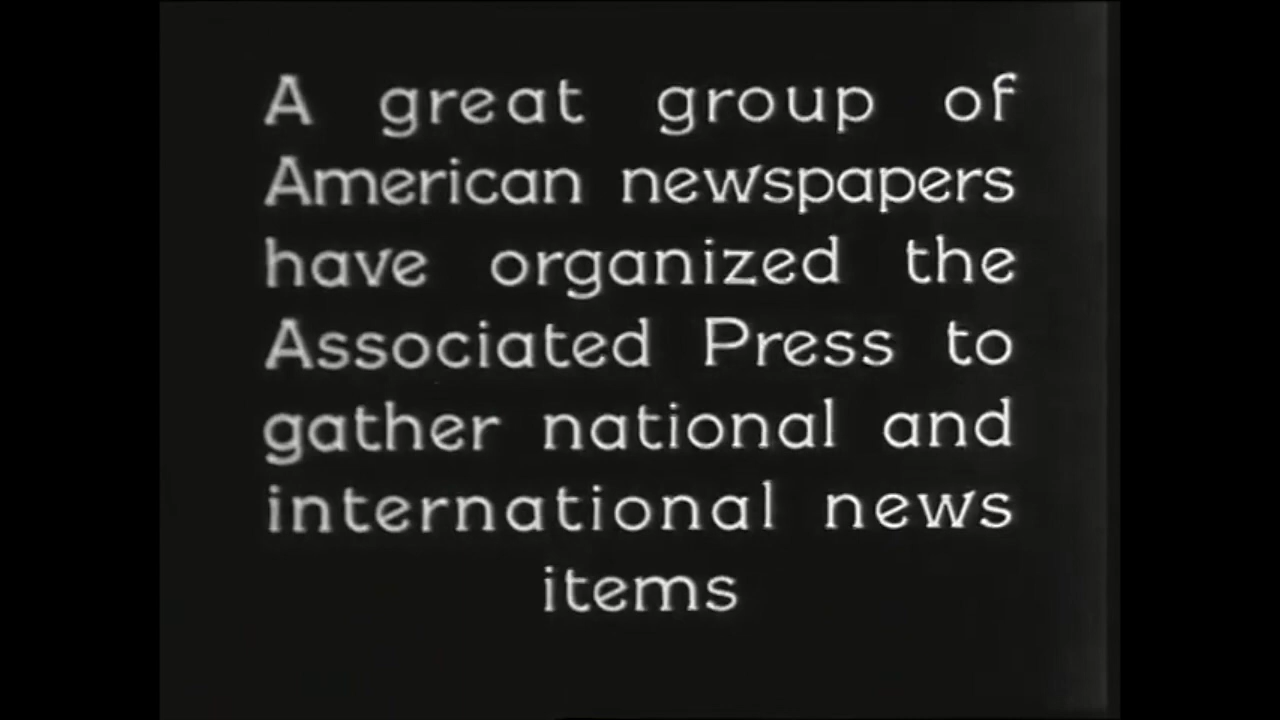 A great group of
American newspapers
have organized the
Associated Press to
gather national and
international news
items